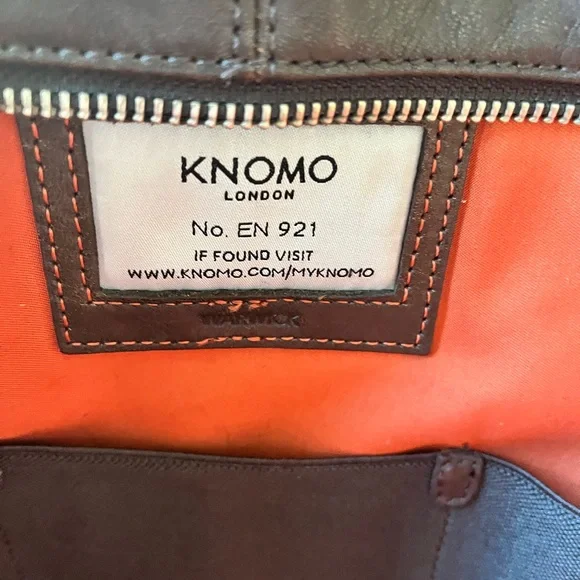 KNOMO
LONDON
No. EN 921
IF FOUND VISIT
WWW.KNOMO.COM/MYKNOMO